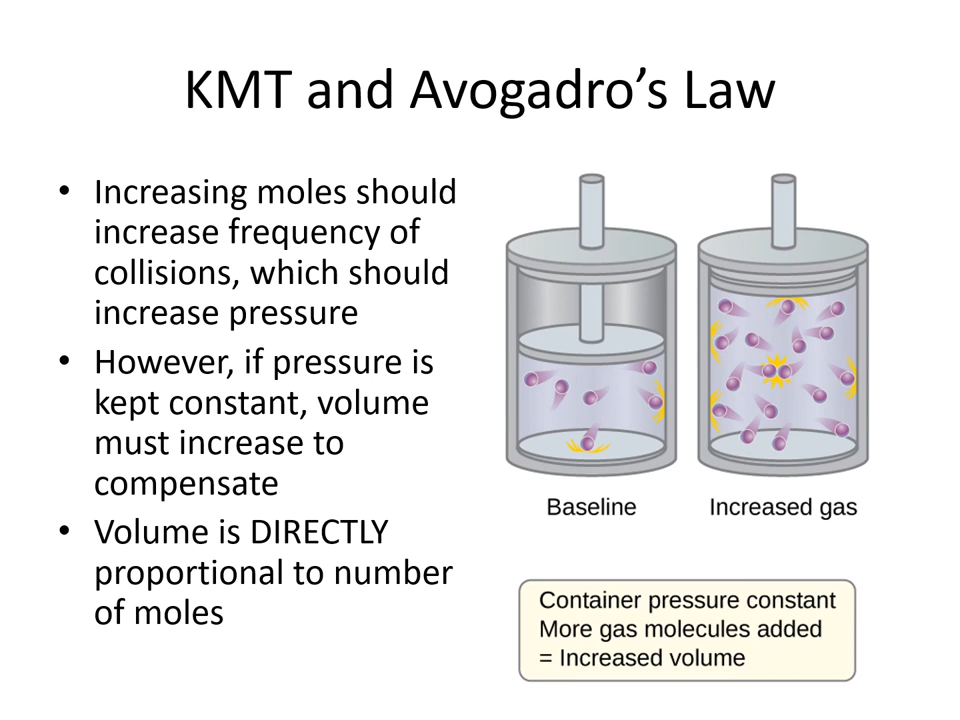 KMT and Avogadro’s Law
• Increasing moles should
increase frequency of
collisions, which should
increase pressure
• However, if pressure is
kept constant, volume
must increase to
compensate
• Volume is DIRECTLY
proportional to number
of moles
Baseline
Increased gas
Container pressure constant
More gas molecules added
= Increased volume